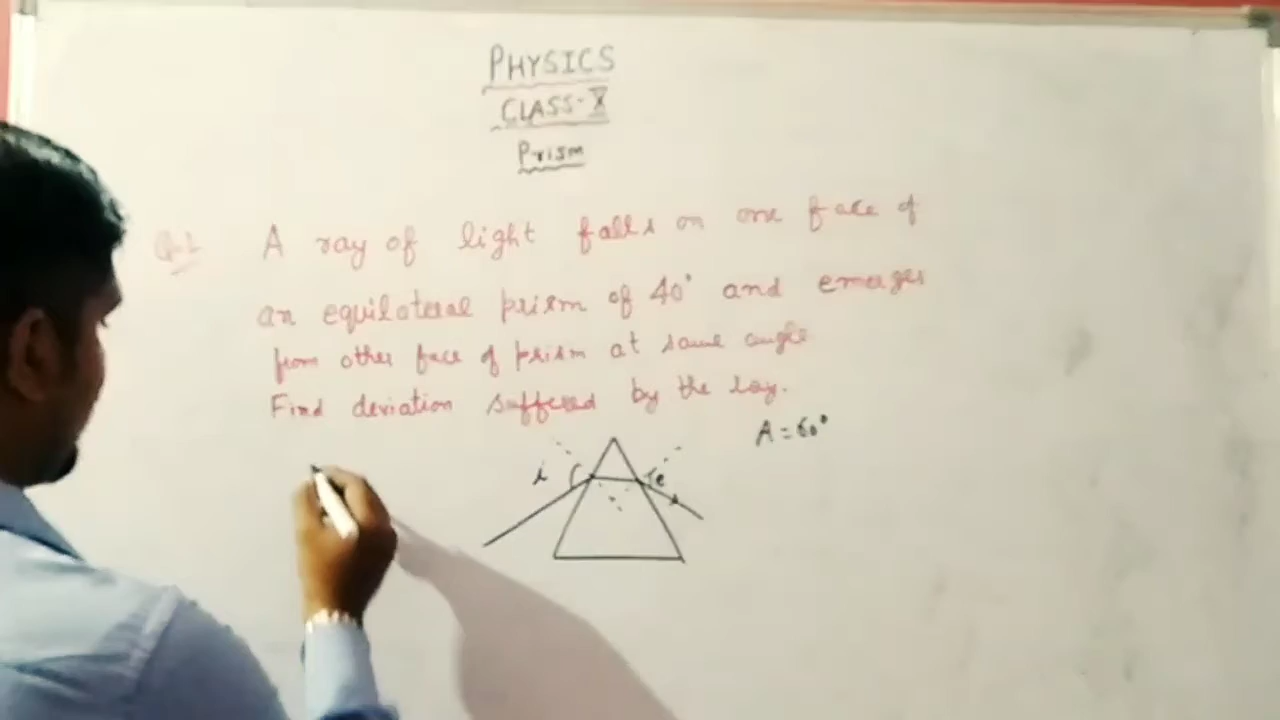 PHYSICS
CLASS-X
Prism
Q-1 A ray of light falls on one face of
an equilateral prism of 40° and emerges
from other face of prism at same angle
Find deviation suffered by the ray.
A = 60°
i
e